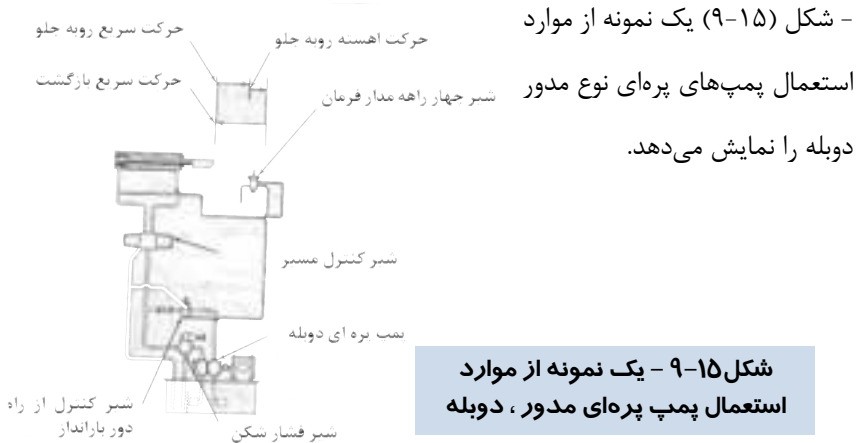 - شکل (۱۵-۹) یک نمونه از موارد
استعمال پمپ‌های پره‌ای نوع مدور
دوبله را نمایش می‌دهد.
حرکت سریع روبه جلو
حرکت اهسته روبه جلو
حرکت سریع بازگشت
شیر چهار راهه مدار فرمان
شیر کنترل مسیر
پمپ پره ای دوبله
شیر کنترل از راه
دور بارانداز
شیر فشار شکن
شکل۱۵-۹ - یک نمونه از موارد
استعمال پمپ پره‌ای مدور ، دوبله